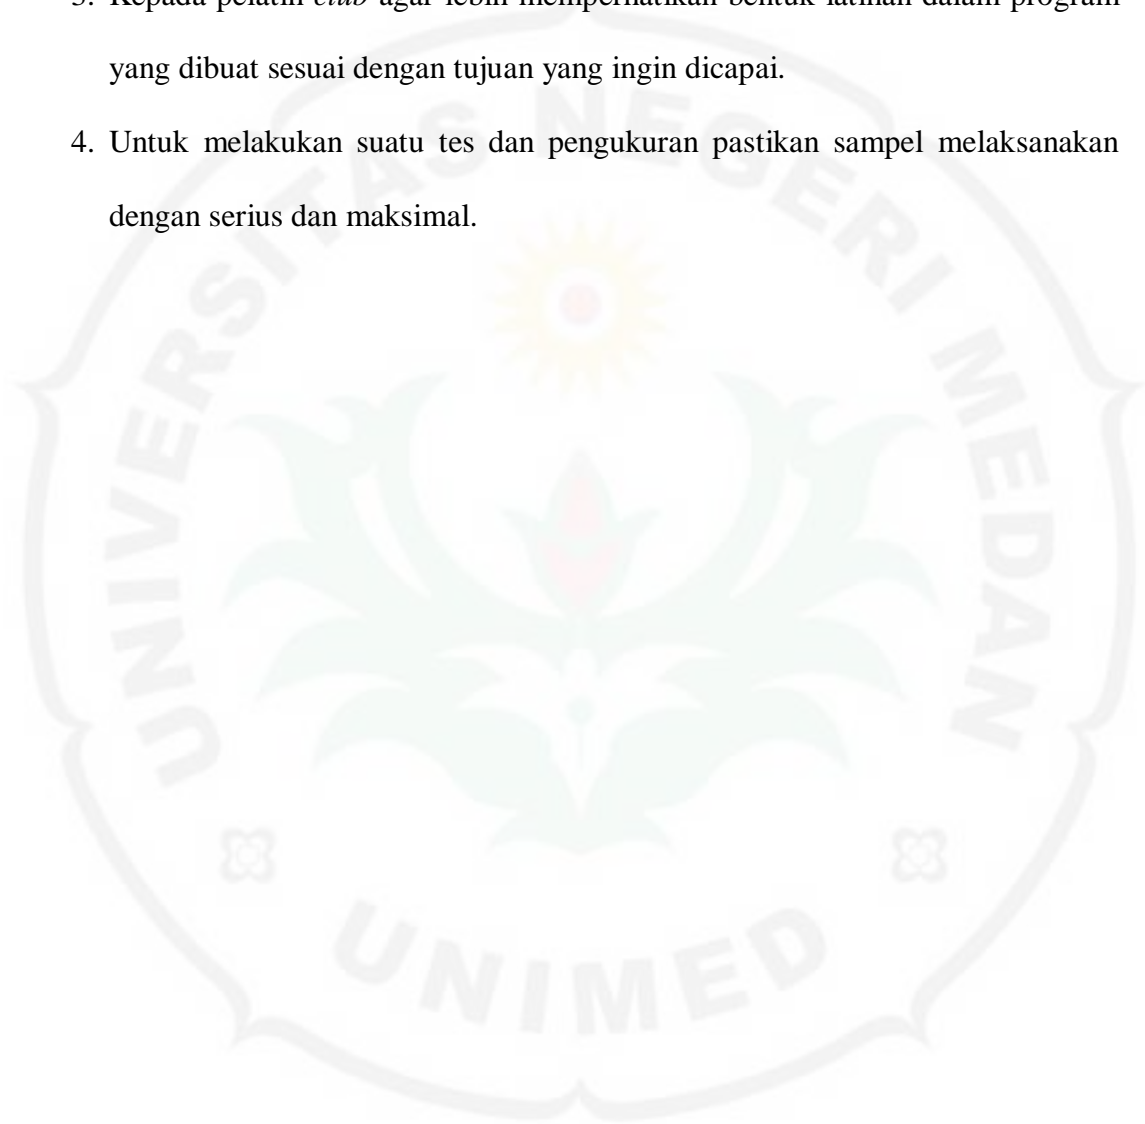 3. Kepada pelatih club agar lebih memperhatikan bentuk latihan dalam program
yang dibuat sesuai dengan tujuan yang ingin dicapai.
4. Untuk melakukan suatu tes dan pengukuran pastikan sampel melaksanakan
dengan serius dan maksimal.
UNIVERSITAS NEGERI MEDAN
UNIMED